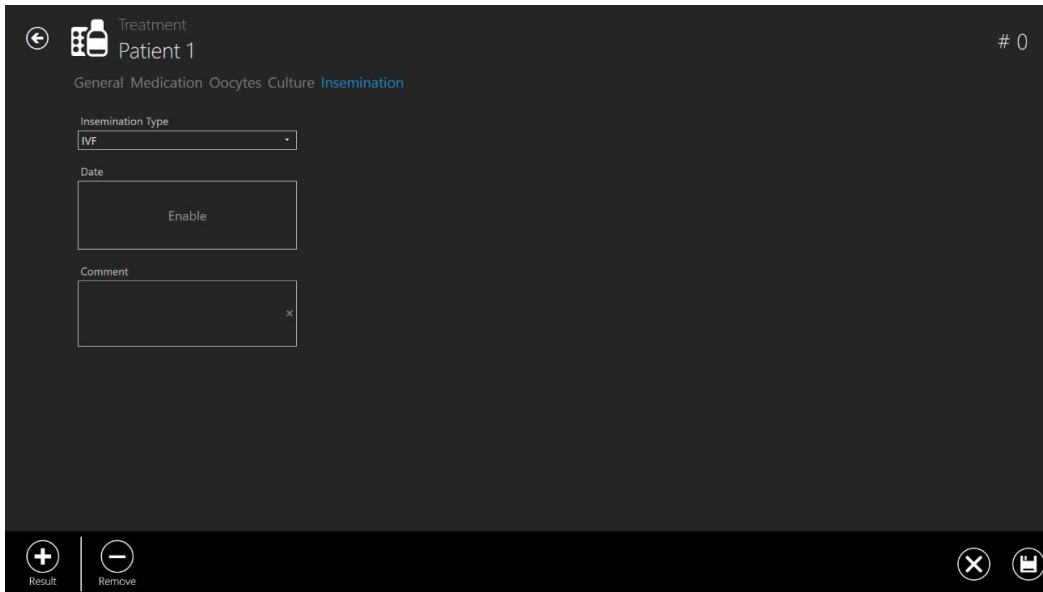 Treatment
Patient 1
# 0
General Medication Oocytes Culture Insemination
Insemination Type
IVF
Date
Enable
Comment
Result
Remove